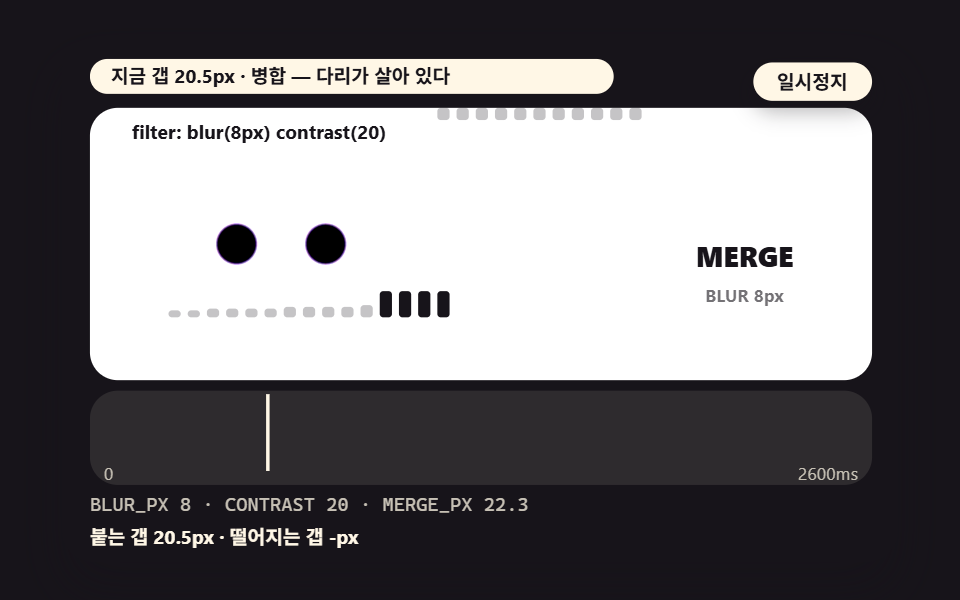 지금 갭 20.5px · 병합 — 다리가 살아 있다
일시정지
filter: blur(8px) contrast(20)
MERGE
BLUR 8px
0
2600ms
BLUR_PX 8 · CONTRAST 20 · MERGE_PX 22.3
붙는 갭 20.5px · 떨어지는 갭 -px